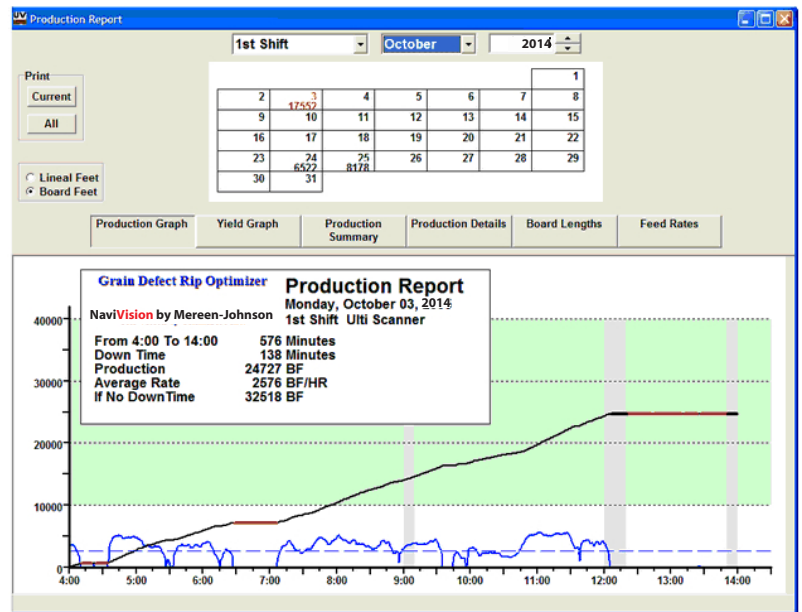 Production Report
1st Shift October 2014
Print
Current
All
Lineal Feet
Board Feet
1
2 3 4 5 6 7 8
17552
9 10 11 12 13 14 15
16 17 18 19 20 21 22
23 24 25 26 27 28 29
6522 8178
30 31
Production Graph Yield Graph Production Summary Production Details Board Lengths Feed Rates
Grain Defect Rip Optimizer
NaviVision by Mereen-Johnson
Production Report
Monday, October 03, 2014
1st Shift Ulti Scanner
From 4:00 To 14:00 576 Minutes
Down Time 138 Minutes
Production 24727 BF
Average Rate 2576 BF/HR
If No DownTime 32518 BF
40000
30000
20000
10000
0
4:00 5:00 6:00 7:00 8:00 9:00 10:00 11:00 12:00 13:00 14:00